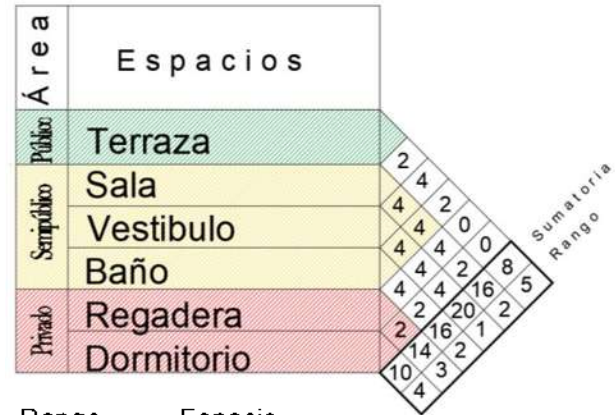 Área
Espacios
Público
Terraza
Semipúblico
Sala
Vestibulo
Baño
Privado
Regadera
Dormitorio
2 4 2 0 0 8 5
4 4 4 2 16 2
4 4 4 20 1
4 2 16 2
2 14 3
10 4
Sumatoria
Rango
Rango Espacio